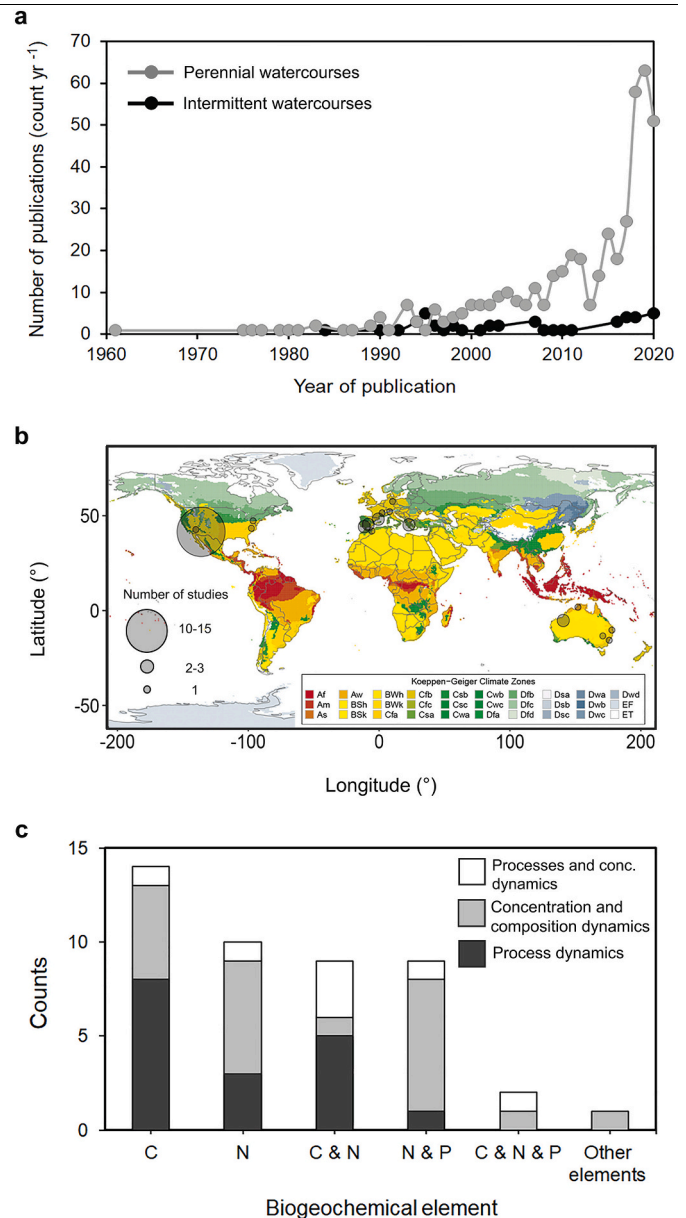 a
Number of publications (count yr -1)
70
60
50
40
30
20
10
0
Perennial watercourses
Intermittent watercourses
1960 1970 1980 1990 2000 2010 2020
Year of publication
b
Latitude (°)
50
0
-50
Number of studies
10-15
2-3
1
Koeppen-Geiger Climate Zones
Af Aw BWh Cfb Csb Cwb Dfb Dsa Dwa Dwd
Am BSh BWk Cfc Csc Cwc Dfc Dsb Dwb EF
As BSk Cfa Csa Cwa Dfa Dfd Dsc Dwc ET
-200 -100 0 100 200
Longitude (°)
c
Counts
15
10
5
0
Processes and conc.
dynamics
Concentration and
composition dynamics
Process dynamics
C N C & N N & P C & N & P Other
elements
Biogeochemical element